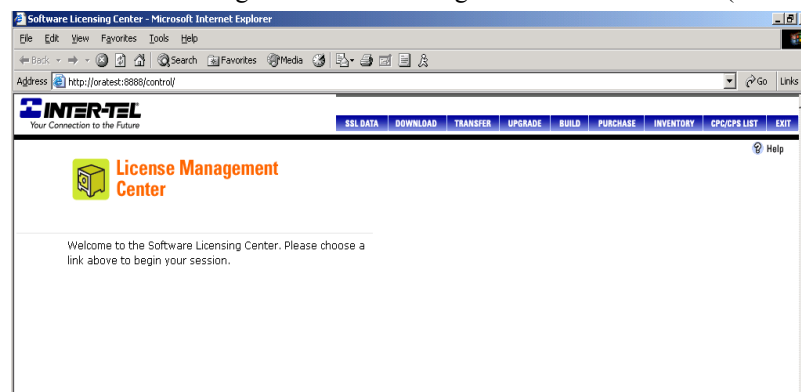 Software Licensing Center - Microsoft Internet Explorer
File Edit View Favorites Tools Help
Back Search Favorites Media
Address http://oratest:8888/control/ Go Links
INTER-TEL
Your Connection to the Future
SSL DATA DOWNLOAD TRANSFER UPGRADE BUILD PURCHASE INVENTORY CPC/CPS LIST EXIT
Help
License Management
Center
Welcome to the Software Licensing Center. Please choose a
link above to begin your session.